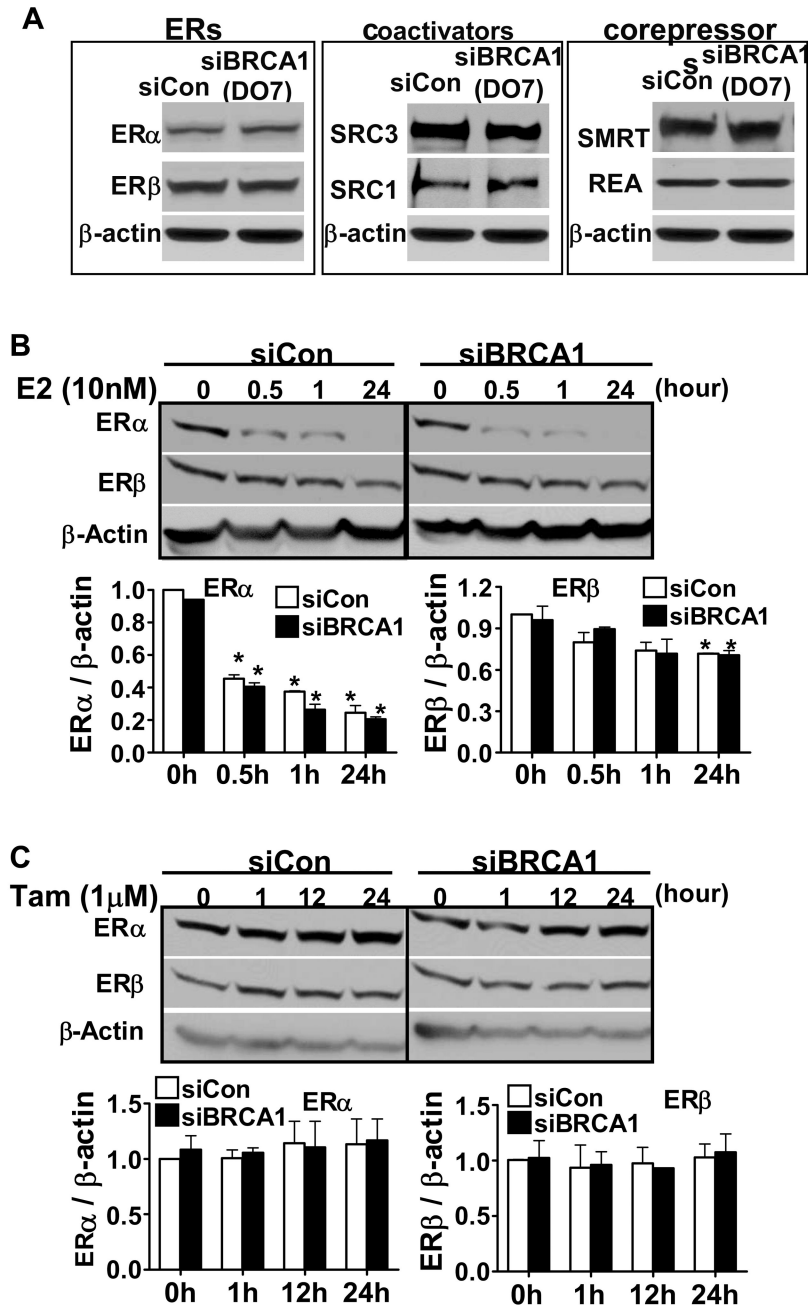 A
ERs
siCon
siBRCA1
(DO7)
ERα
ERβ
β-actin
coactivators
siCon
siBRCA1
(DO7)
SRC3
SRC1
β-actin
corepressor
s
siCon
siBRCA1
(DO7)
SMRT
REA
β-actin
B
siCon siBRCA1
E2 (10nM) 0 0.5 1 24 0 0.5 1 24 (hour)
ERα
ERβ
β-Actin
ERα / β-actin
1.0
0.8
0.6
0.4
0.2
0.0
ERα
siCon
siBRCA1
* * * * * *
0h 0.5h 1h 24h
ERβ / β-actin
1.2
0.9
0.6
0.3
0.0
ERβ
siCon
siBRCA1
* *
0h 0.5h 1h 24h
C
siCon siBRCA1
Tam (1μM) 0 1 12 24 0 1 12 24 (hour)
ERα
ERβ
β-Actin
ERα / β-actin
1.5
1.0
0.5
0.0
siCon
siBRCA1
ERα
0h 1h 12h 24h
ERβ / β-actin
1.5
1.0
0.5
0.0
siCon
siBRCA1
ERβ
0h 1h 12h 24h